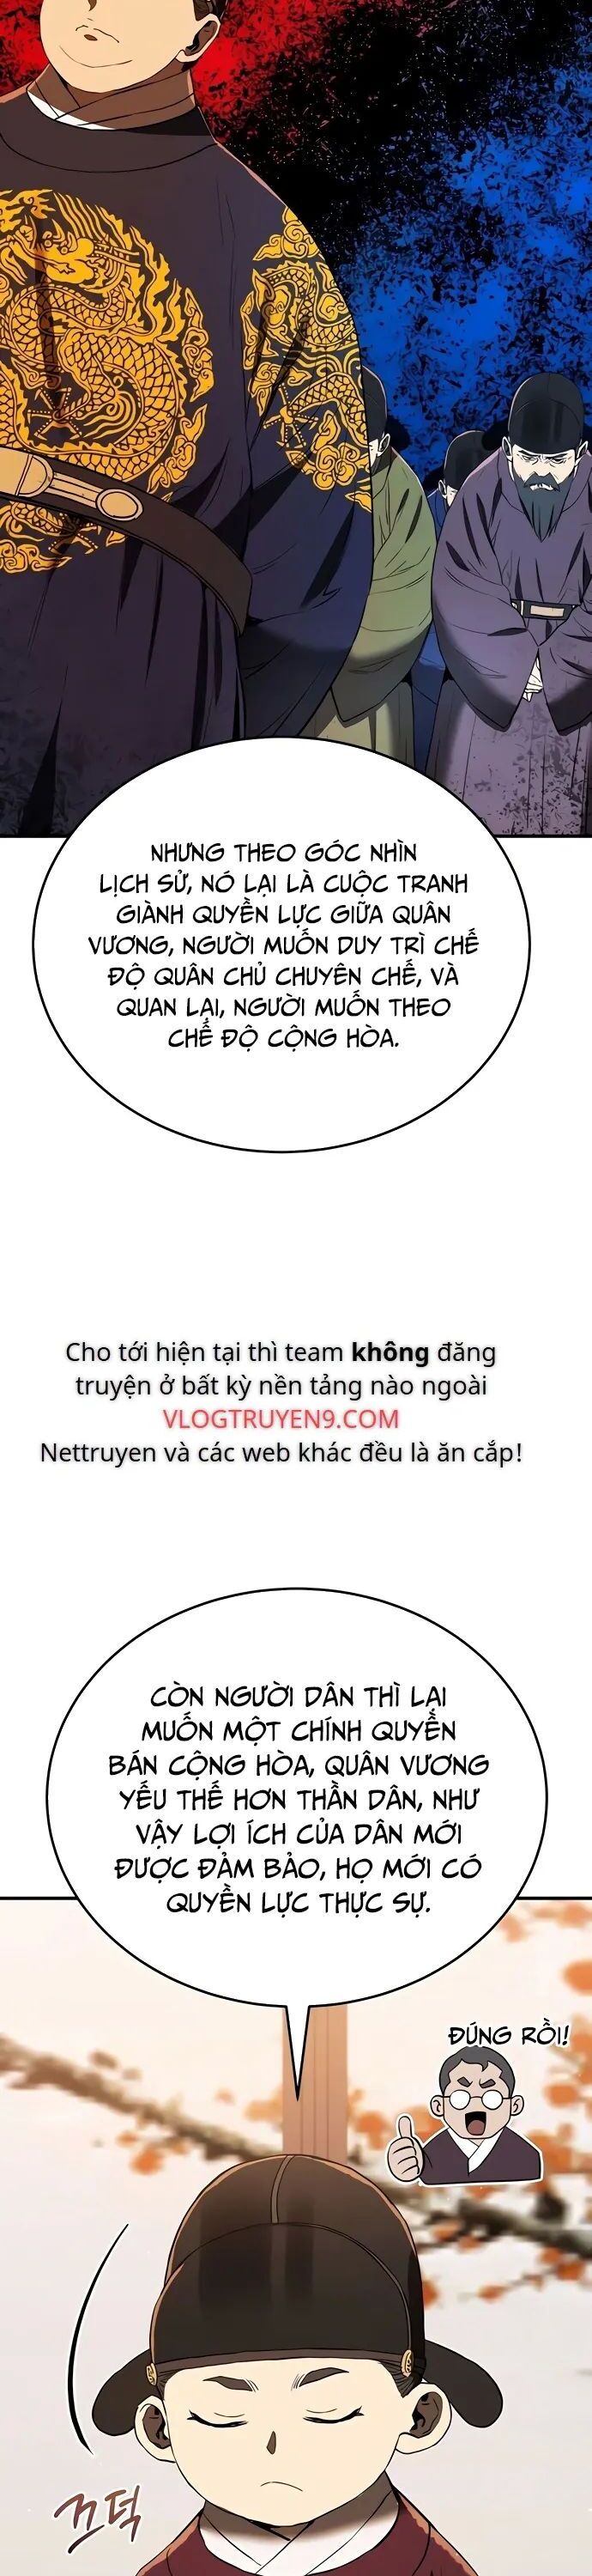 NHƯNG THEO GÓC NHÌN
LỊCH SỬ, NÓ LẠI LÀ CUỘC TRANH
GIÀNH QUYỀN LỰC GIỮA QUÂN
VƯƠNG, NGƯỜI MUỐN DUY TRÌ CHẾ
ĐỘ QUÂN CHỦ CHUYÊN CHẾ, VÀ
QUAN LẠI, NGƯỜI MUỐN THEO
CHẾ ĐỘ CỘNG HÒA.
Cho tới hiện tại thì team không đăng
truyện ở bất kỳ nền tảng nào ngoài
VLOGTRUYEN9.COM
Nettruyen và các web khác đều là ăn cắp!
CÒN NGƯỜI DÂN THÌ LẠI
MUỐN MỘT CHÍNH QUYỀN
BÁN CỘNG HÒA, QUÂN VƯƠNG
YẾU THẾ HƠN THẦN DÂN, NHƯ
VẬY LỢI ÍCH CỦA DÂN MỚI
ĐƯỢC ĐẢM BẢO, HỌ MỚI CÓ
QUYỀN LỰC THỰC SỰ.
ĐÚNG RỒI!
끄덕